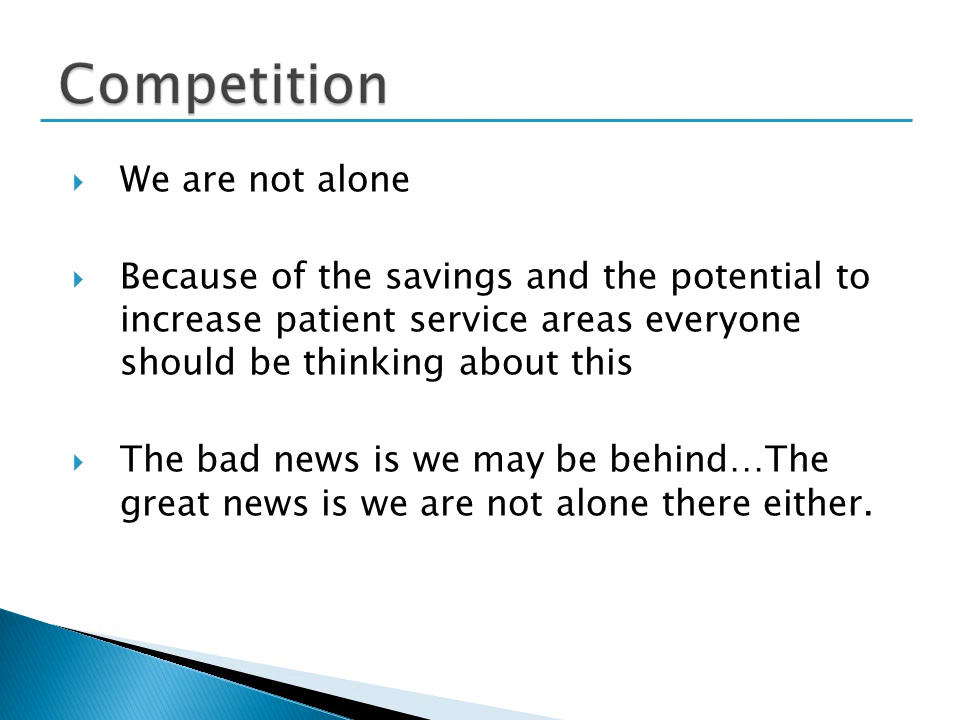 Competition
We are not alone
Because of the savings and the potential to
increase patient service areas everyone
should be thinking about this
The bad news is we may be behind…The
great news is we are not alone there either.